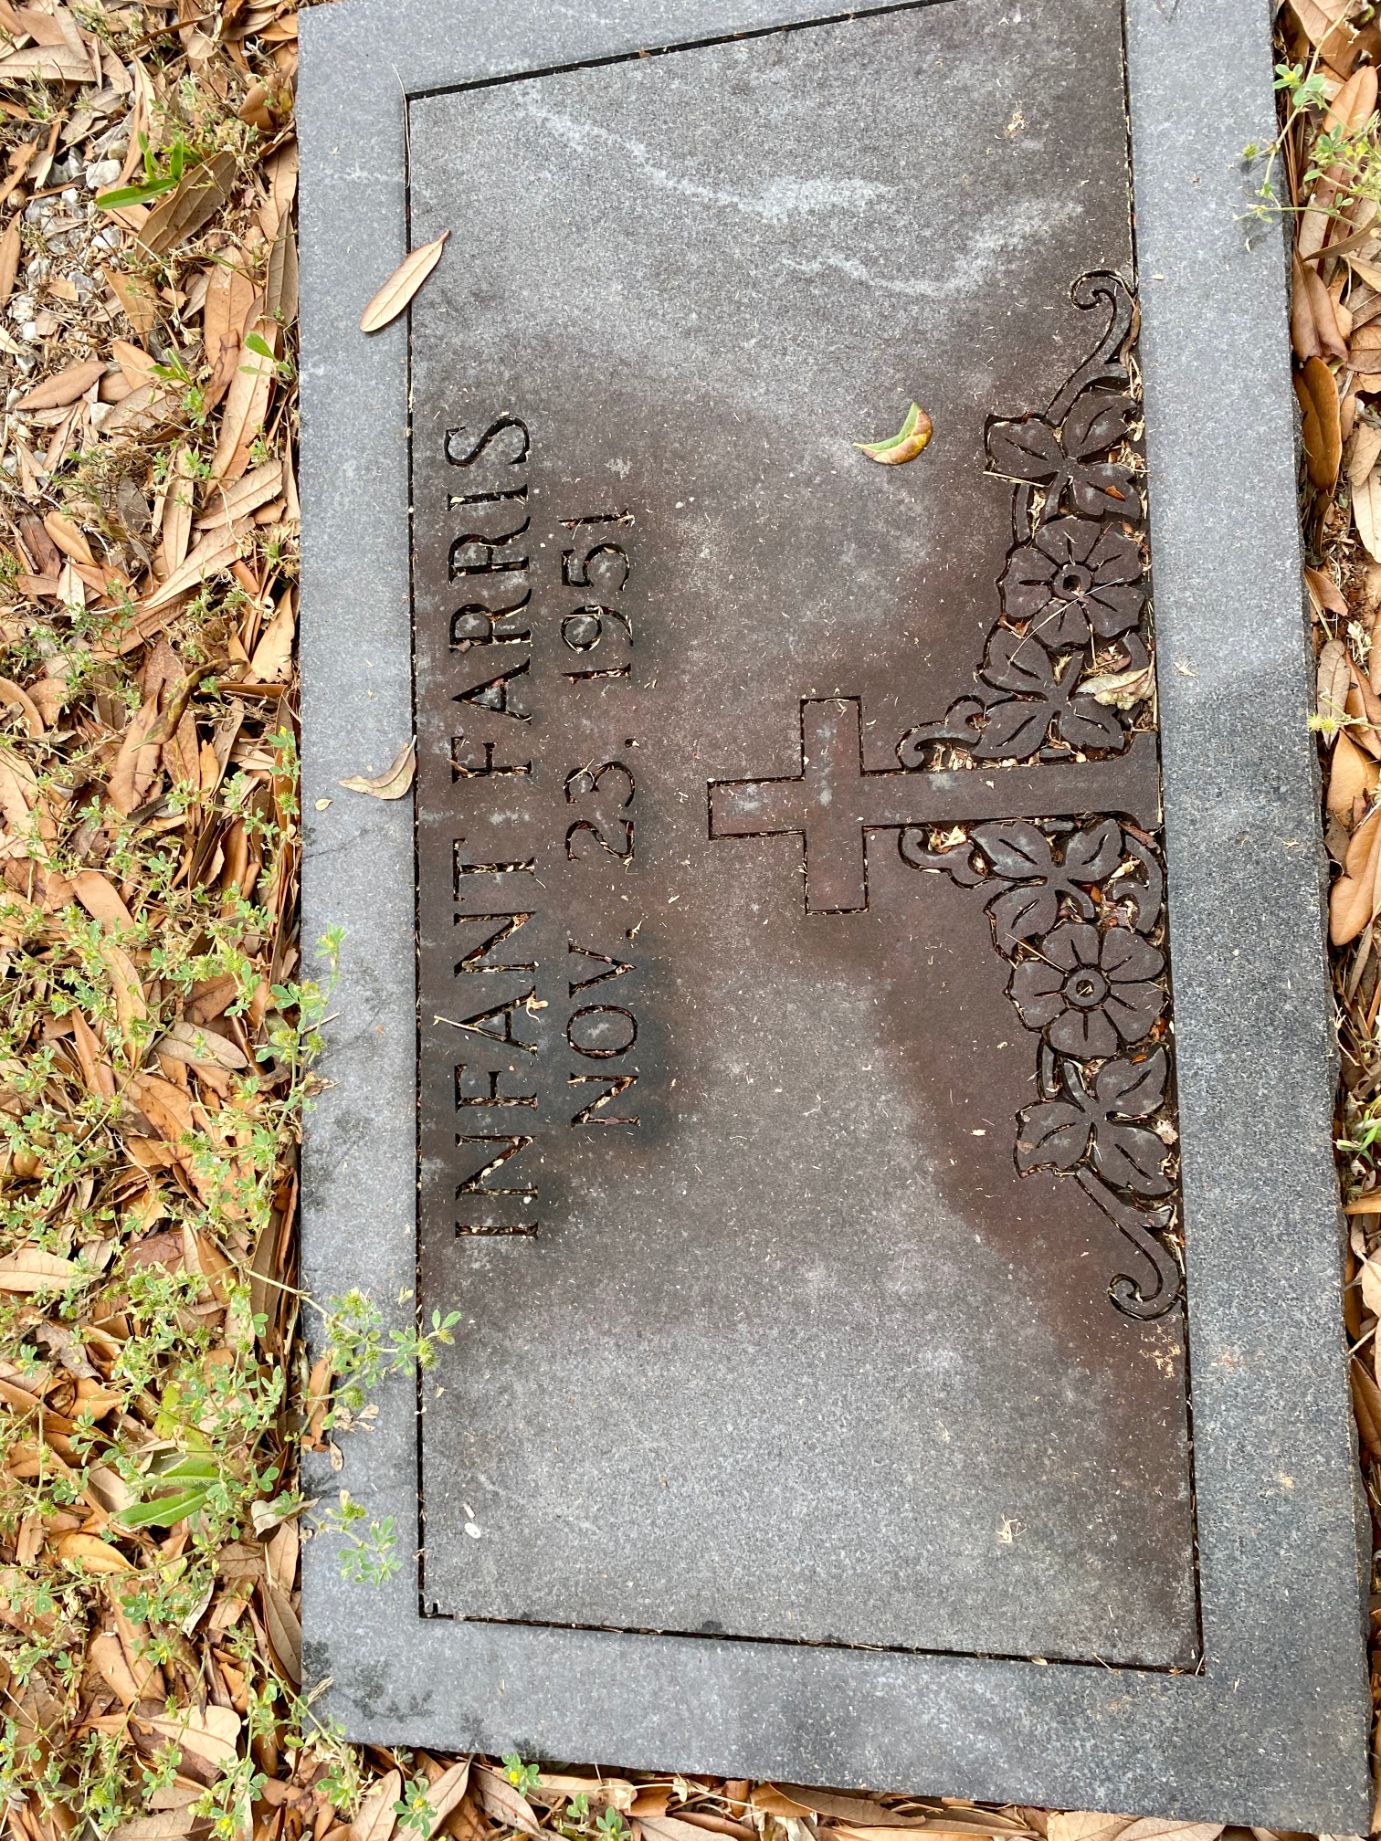 INFANT FARRIS
NOV. 23. 1951